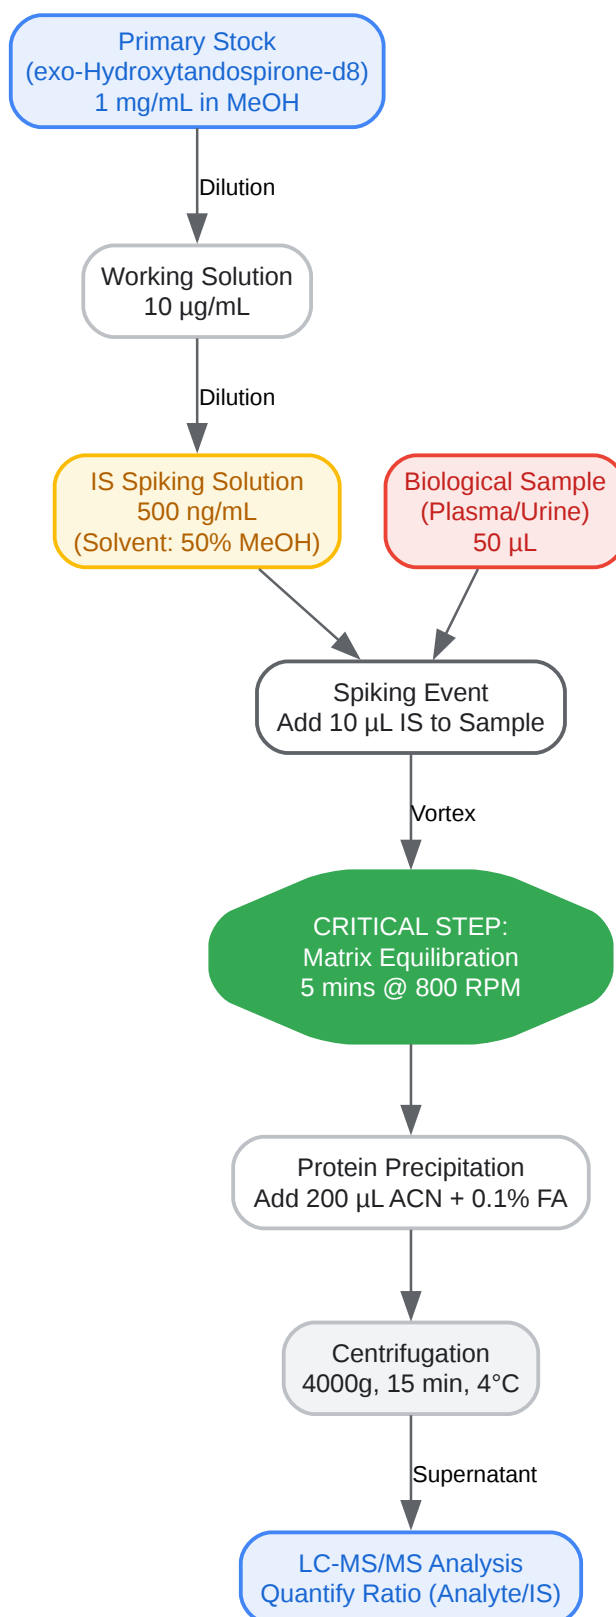 Primary Stock
(exo-Hydroxytandospirone-d8)
1 mg/mL in MeOH
Dilution
Working Solution
10 µg/mL
Dilution
IS Spiking Solution
500 ng/mL
(Solvent: 50% MeOH)
Biological Sample
(Plasma/Urine)
50 µL
Spiking Event
Add 10 µL IS to Sample
Vortex
CRITICAL STEP:
Matrix Equilibration
5 mins @ 800 RPM
Protein Precipitation
Add 200 µL ACN + 0.1% FA
Centrifugation
4000g, 15 min, 4°C
Supernatant
LC-MS/MS Analysis
Quantify Ratio (Analyte/IS)